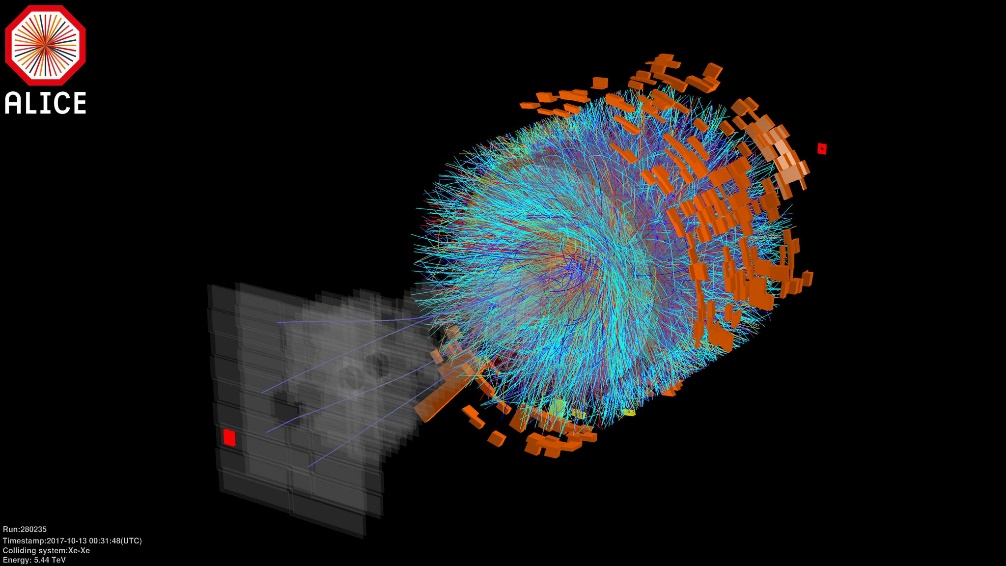 ALICE
Run:280235
Timestamp:2017-10-13 00:31:48(UTC)
Colliding system:Xe-Xe
Energy: 5.44 TeV